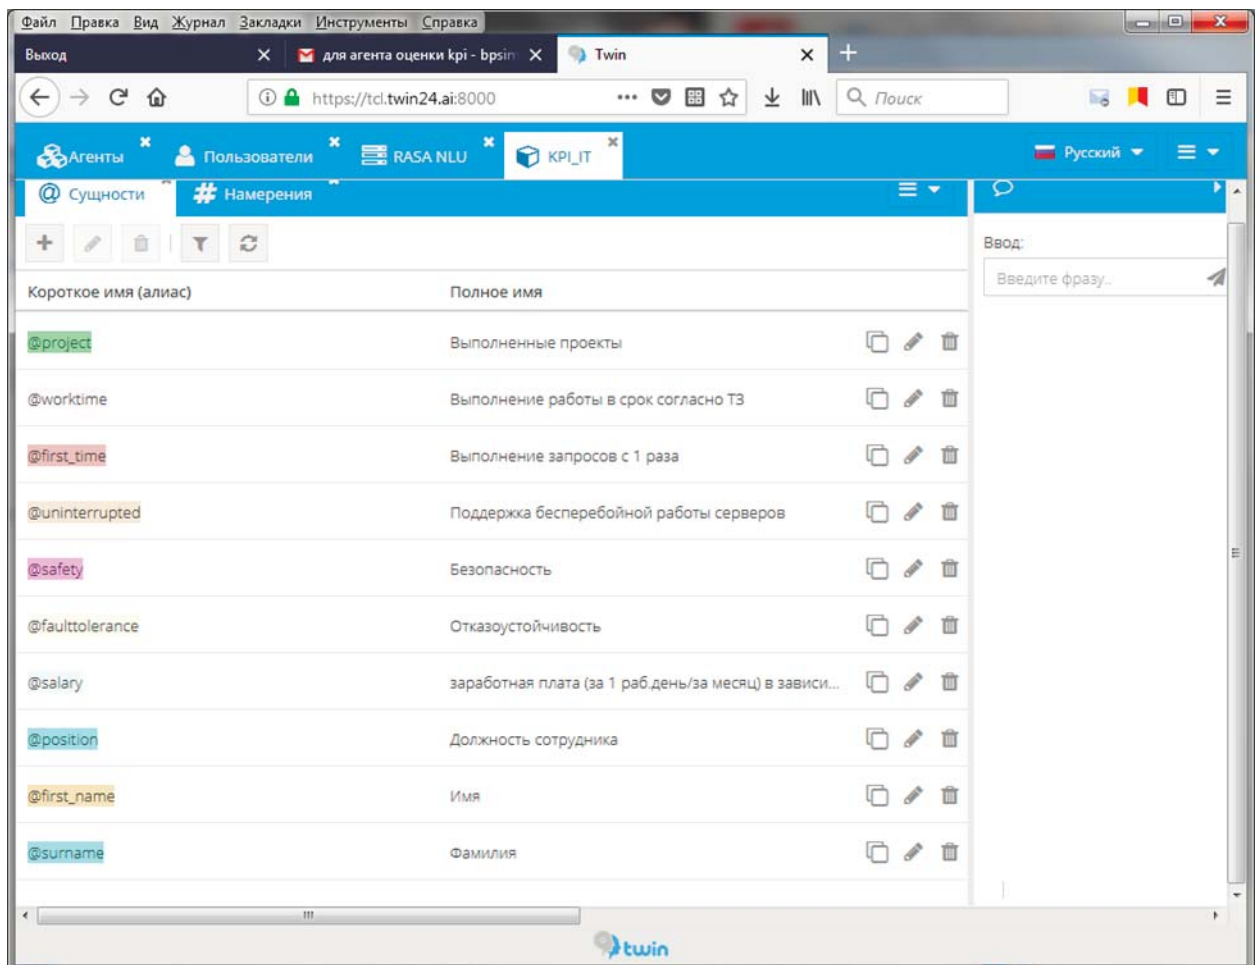 Файл Правка Вид Журнал Закладки Инструменты Справка
Выход для агента оценки kpi - bpsim Twin
https://tcl.twin24.ai:8000 Поиск
Агенты Пользователи RASA NLU KPI_IT Русский
@ Сущности # Намерения
Ввод:
Введите фразу..
Короткое имя (алиас) Полное имя
@project Выполненные проекты
@worktime Выполнение работы в срок согласно ТЗ
@first_time Выполнение запросов с 1 раза
@uninterrupted Поддержка бесперебойной работы серверов
@safety Безопасность
@faulttolerance Отказоустойчивость
@salary заработная плата (за 1 раб.день/за месяц) в зависи...
@position Должность сотрудника
@first_name Имя
@surname Фамилия
twin